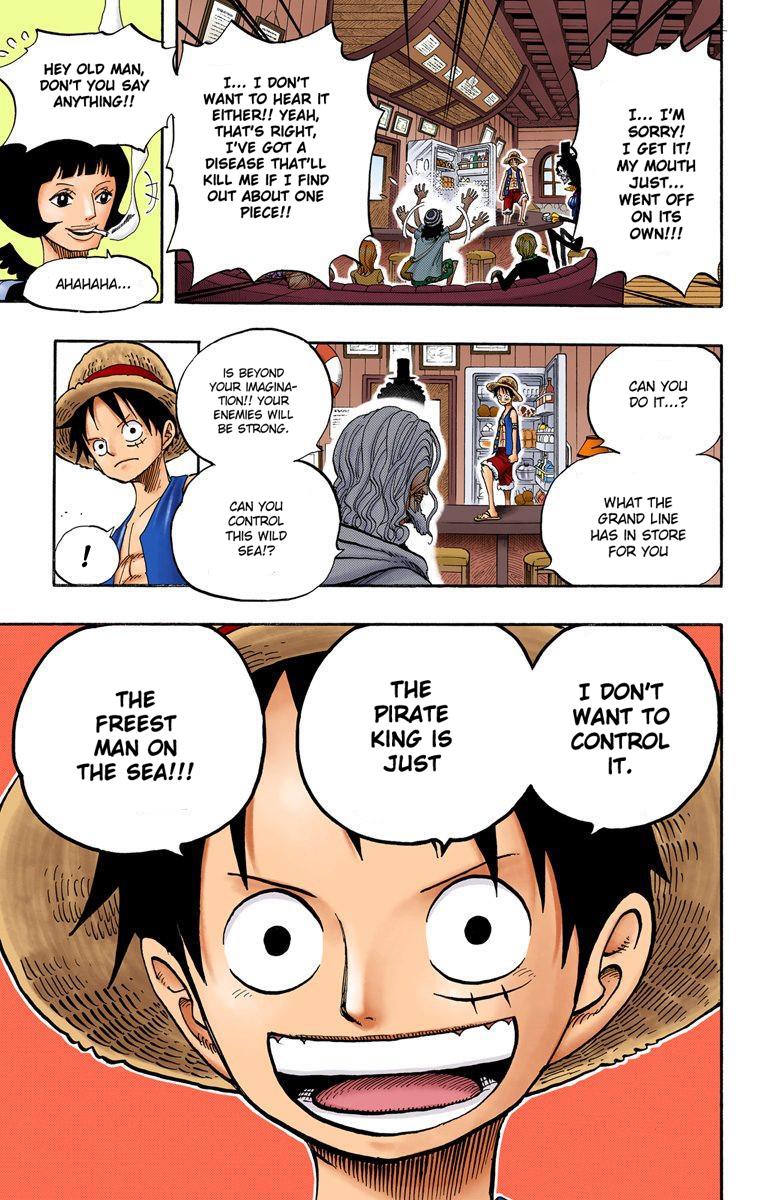 I... I'M
SORRY!
I GET IT!
MY MOUTH
JUST...
WENT OFF
ON ITS
OWN!!!
I... I DON'T
WANT TO HEAR IT
EITHER!! YEAH,
THAT'S RIGHT,
I'VE GOT A
DISEASE THAT'LL
KILL ME IF I FIND
OUT ABOUT ONE
PIECE!!
HEY OLD MAN,
DON'T YOU SAY
ANYTHING!!
AHAHAHA...
CAN YOU
DO IT...?
WHAT THE
GRAND LINE
HAS IN STORE
FOR YOU
IS BEYOND
YOUR IMAGINA-
TION!! YOUR
ENEMIES WILL
BE STRONG.
CAN YOU
CONTROL
THIS WILD
SEA!?
!
I DON'T
WANT TO
CONTROL
IT.
THE
PIRATE
KING IS
JUST
THE
FREEST
MAN ON
THE SEA!!!